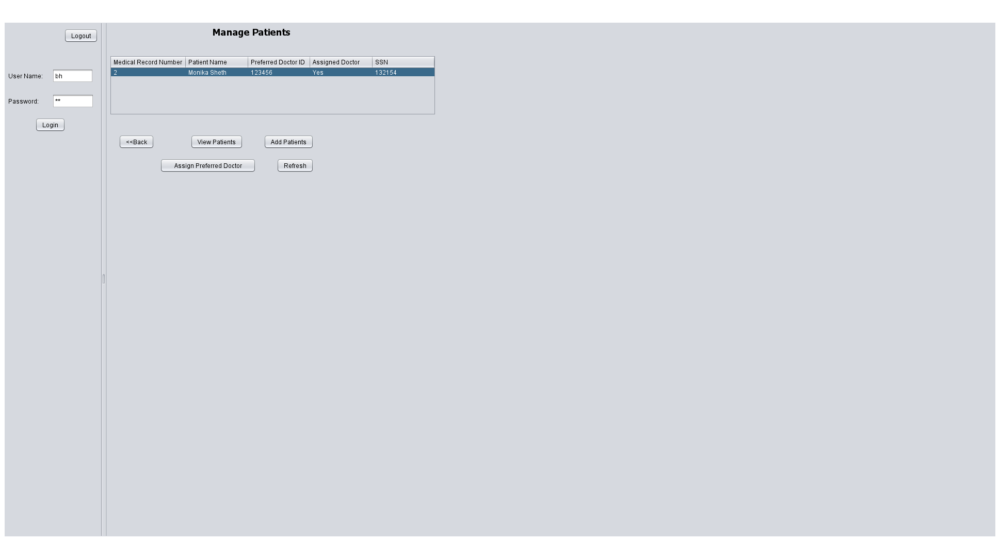 Logout
User Name: bh
Password: **
Login
Manage Patients
Medical Record Number Patient Name Preferred Doctor ID Assigned Doctor SSN
2 Monika Sheth 123456 Yes 132154
<<Back View Patients Add Patients
Assign Preferred Doctor Refresh